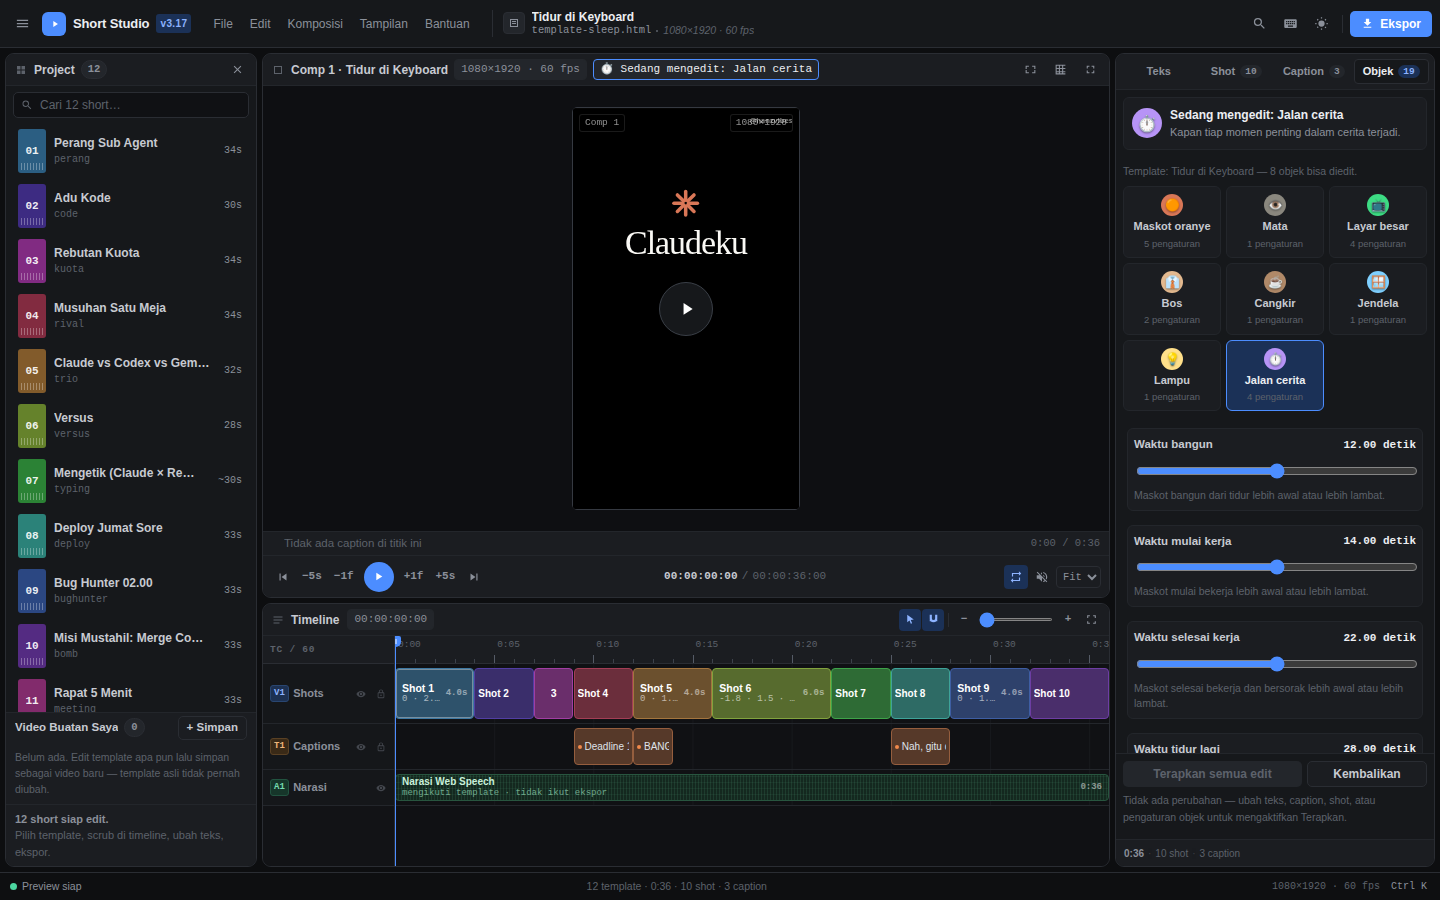 Short Studio v3.17 File Edit Komposisi Tampilan Bantuan
Tidur di Keyboard
template-sleep.html · 1080×1920 · 60 fps
Ekspor
Project 12
Cari 12 short…
01 Perang Sub Agent 34s
perang
02 Adu Kode 30s
code
03 Rebutan Kuota 34s
kuota
04 Musuhan Satu Meja 34s
rival
05 Claude vs Codex vs Gem… 32s
trio
06 Versus 28s
versus
07 Mengetik (Claude × Re… ~30s
typing
08 Deploy Jumat Sore 33s
deploy
09 Bug Hunter 02.00 33s
bughunter
10 Misi Mustahil: Merge Co… 33s
bomb
11 Rapat 5 Menit 33s
meeting
Video Buatan Saya 0 + Simpan
Belum ada. Edit template apa pun lalu simpan
sebagai video baru — template asli tidak pernah
diubah.
12 short siap edit.
Pilih template, scrub di timeline, ubah teks,
ekspor.
Comp 1 · Tidur di Keyboard 1080×1920 · 60 fps ⏱️ Sedang mengedit: Jalan cerita
Comp 1 1080×1920
Claudeku
Tidak ada caption di titik ini 0:00 / 0:36
−5s −1f +1f +5s 00:00:00:00 / 00:00:36:00 Fit
Timeline 00:00:00:00 − +
TC / 60 0:00 0:05 0:10 0:15 0:20 0:25 0:30 0:3
V1 Shots
Shot 1 4.0s Shot 2 3 Shot 4 Shot 5 4.0s Shot 6 6.0s Shot 7 Shot 8 Shot 9 4.0s Shot 10
0 · 2.… 0 · 1.… -1.8 · 1.5 · … 0 · 1.…
T1 Captions Deadline BANG Nah, gitu
A1 Narasi
Narasi Web Speech
mengikuti template · tidak ikut ekspor 0:36
Teks Shot 10 Caption 3 Objek 19
Sedang mengedit: Jalan cerita
Kapan tiap momen penting dalam cerita terjadi.
Template: Tidur di Keyboard — 8 objek bisa diedit.
Maskot oranye Mata Layar besar
5 pengaturan 1 pengaturan 4 pengaturan
Bos Cangkir Jendela
2 pengaturan 1 pengaturan 1 pengaturan
Lampu Jalan cerita
1 pengaturan 4 pengaturan
Waktu bangun 12.00 detik
Maskot bangun dari tidur lebih awal atau lebih lambat.
Waktu mulai kerja 14.00 detik
Maskot mulai bekerja lebih awal atau lebih lambat.
Waktu selesai kerja 22.00 detik
Maskot selesai bekerja dan bersorak lebih awal atau lebih
lambat.
Waktu tidur lagi 28.00 detik
Terapkan semua edit Kembalikan
Tidak ada perubahan — ubah teks, caption, shot, atau
pengaturan objek untuk mengaktifkan Terapkan.
0:36 · 10 shot · 3 caption
Preview siap 12 template · 0:36 · 10 shot · 3 caption 1080×1920 · 60 fps Ctrl K